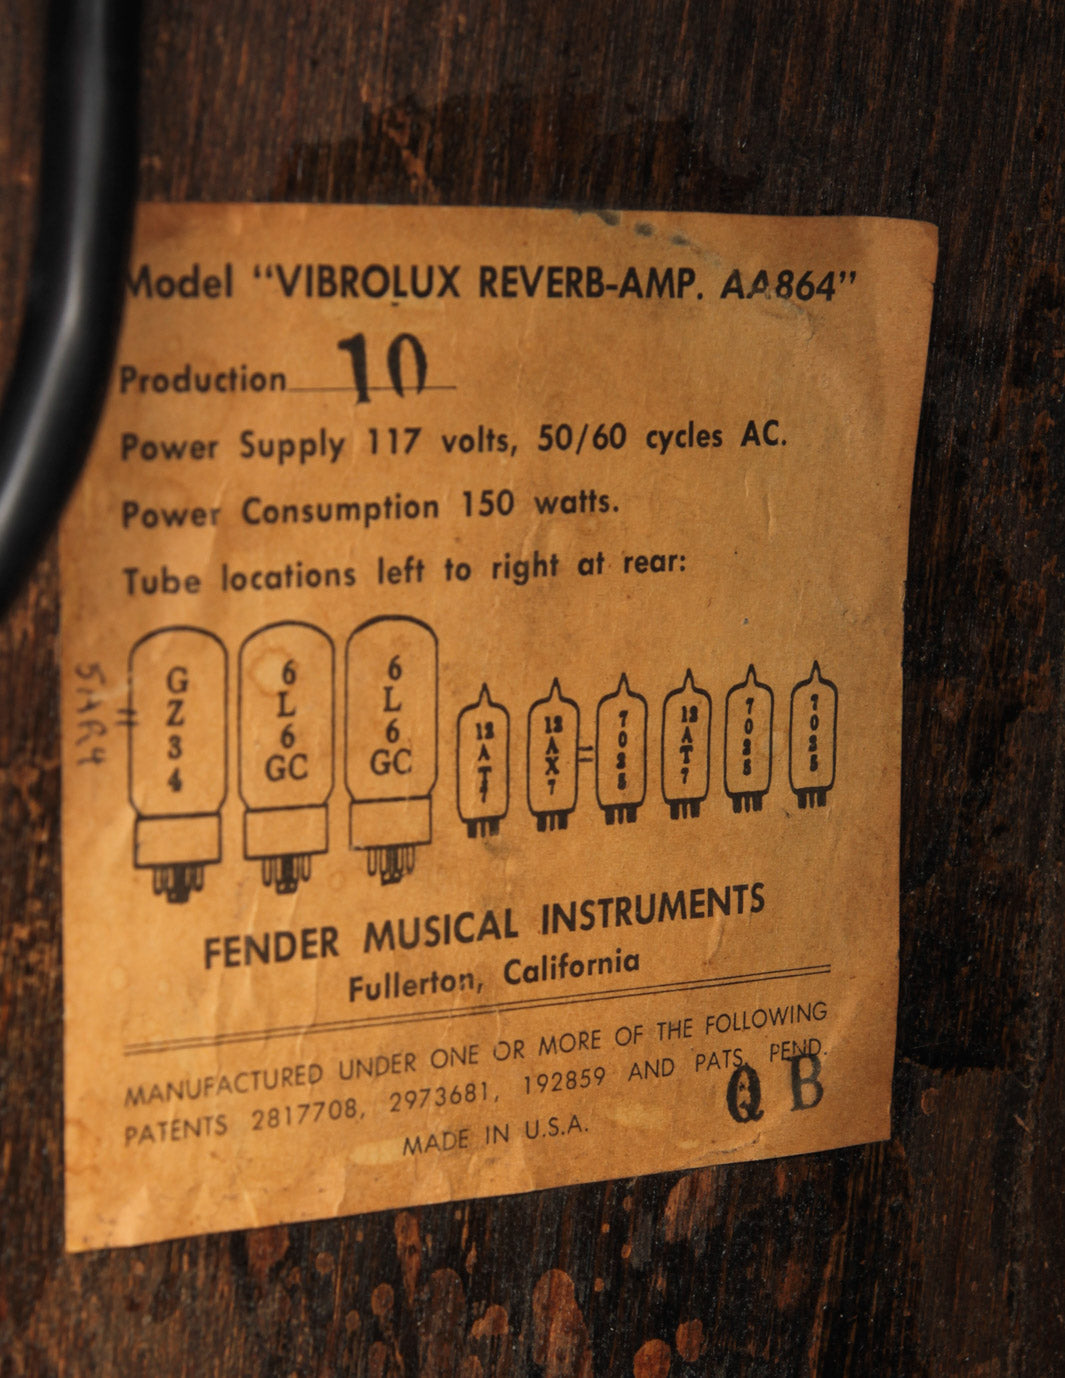 Model “VIBROLUX REVERB-AMP. AA864”
Production 10
Power Supply 117 volts, 50/60 cycles AC.
Power Consumption 150 watts.
Tube locations left to right at rear:
5AR4 =
GZ34
6L6GC
6L6GC
12AT7
12AX7
=
7025
12AT7
7025
7025
FENDER MUSICAL INSTRUMENTS
Fullerton, California
MANUFACTURED UNDER ONE OR MORE OF THE FOLLOWING
PATENTS 2817708, 2973681, 192859 AND PATS. PEND.
MADE IN U.S.A.
Q B